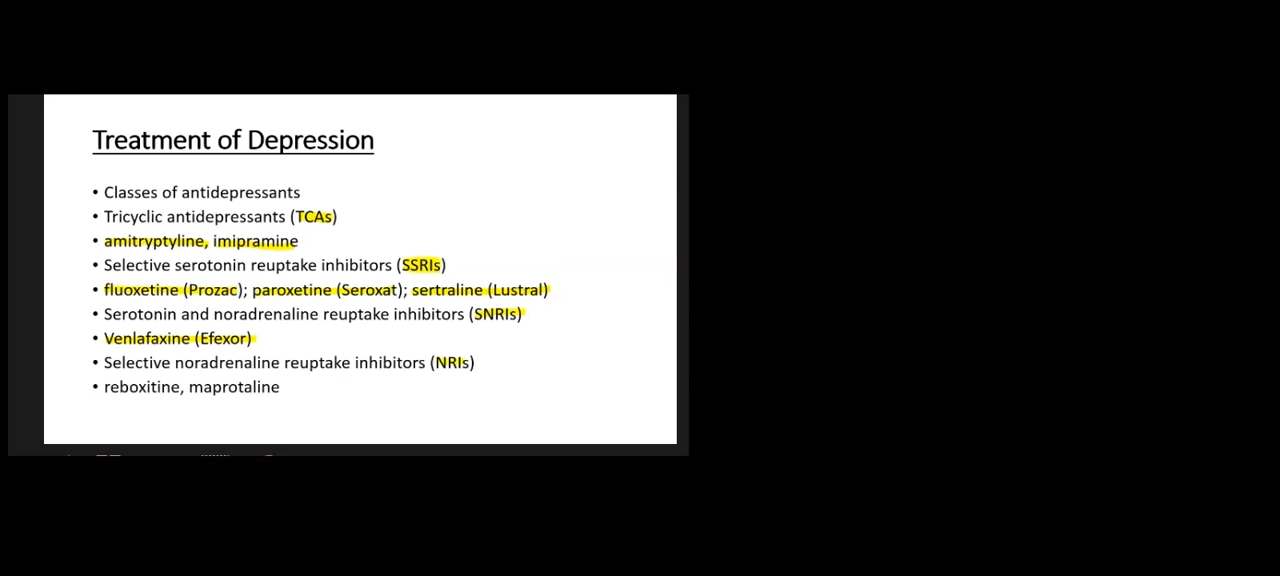 Treatment of Depression
• Classes of antidepressants
• Tricyclic antidepressants (TCAs)
• amitryptyline, imipramine
• Selective serotonin reuptake inhibitors (SSRIs)
• fluoxetine (Prozac); paroxetine (Seroxat); sertraline (Lustral)
• Serotonin and noradrenaline reuptake inhibitors (SNRIs)
• Venlafaxine (Efexor)
• Selective noradrenaline reuptake inhibitors (NRIs)
• reboxitine, maprotaline